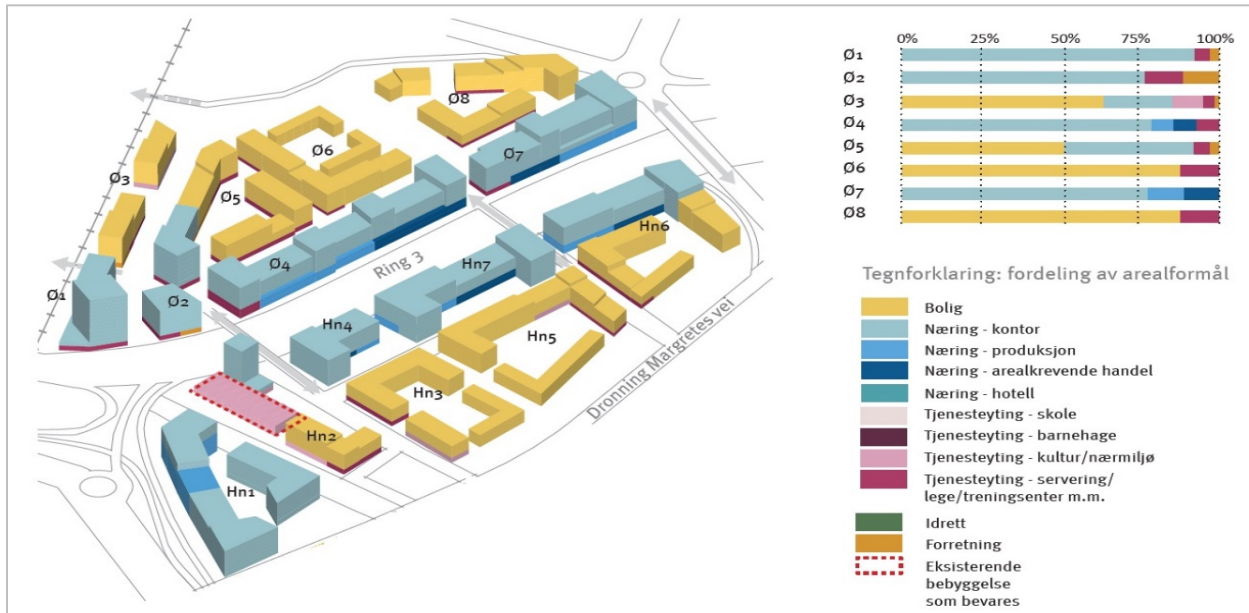 0% 25% 50% 75% 100%
Ø1
Ø2
Ø3
Ø4
Ø5
Ø6
Ø7
Ø8
Ø8
Ø6
Ø7
Ø3
Ø5
Hn6
Ø4
Ring 3
Hn7
Ø1
Ø2
Hn4
Hn5
Dronning Margretes vei
Hn3
Hn2
Hn1
Tegnforklaring: fordeling av arealformål
Bolig
Næring - kontor
Næring - produksjon
Næring - arealkrevende handel
Næring - hotell
Tjenesteyting - skole
Tjenesteyting - barnehage
Tjenesteyting - kultur/nærmiljø
Tjenesteyting - servering/
lege/treningsenter m.m.
Idrett
Forretning
Eksisterende
bebyggelse
som bevares